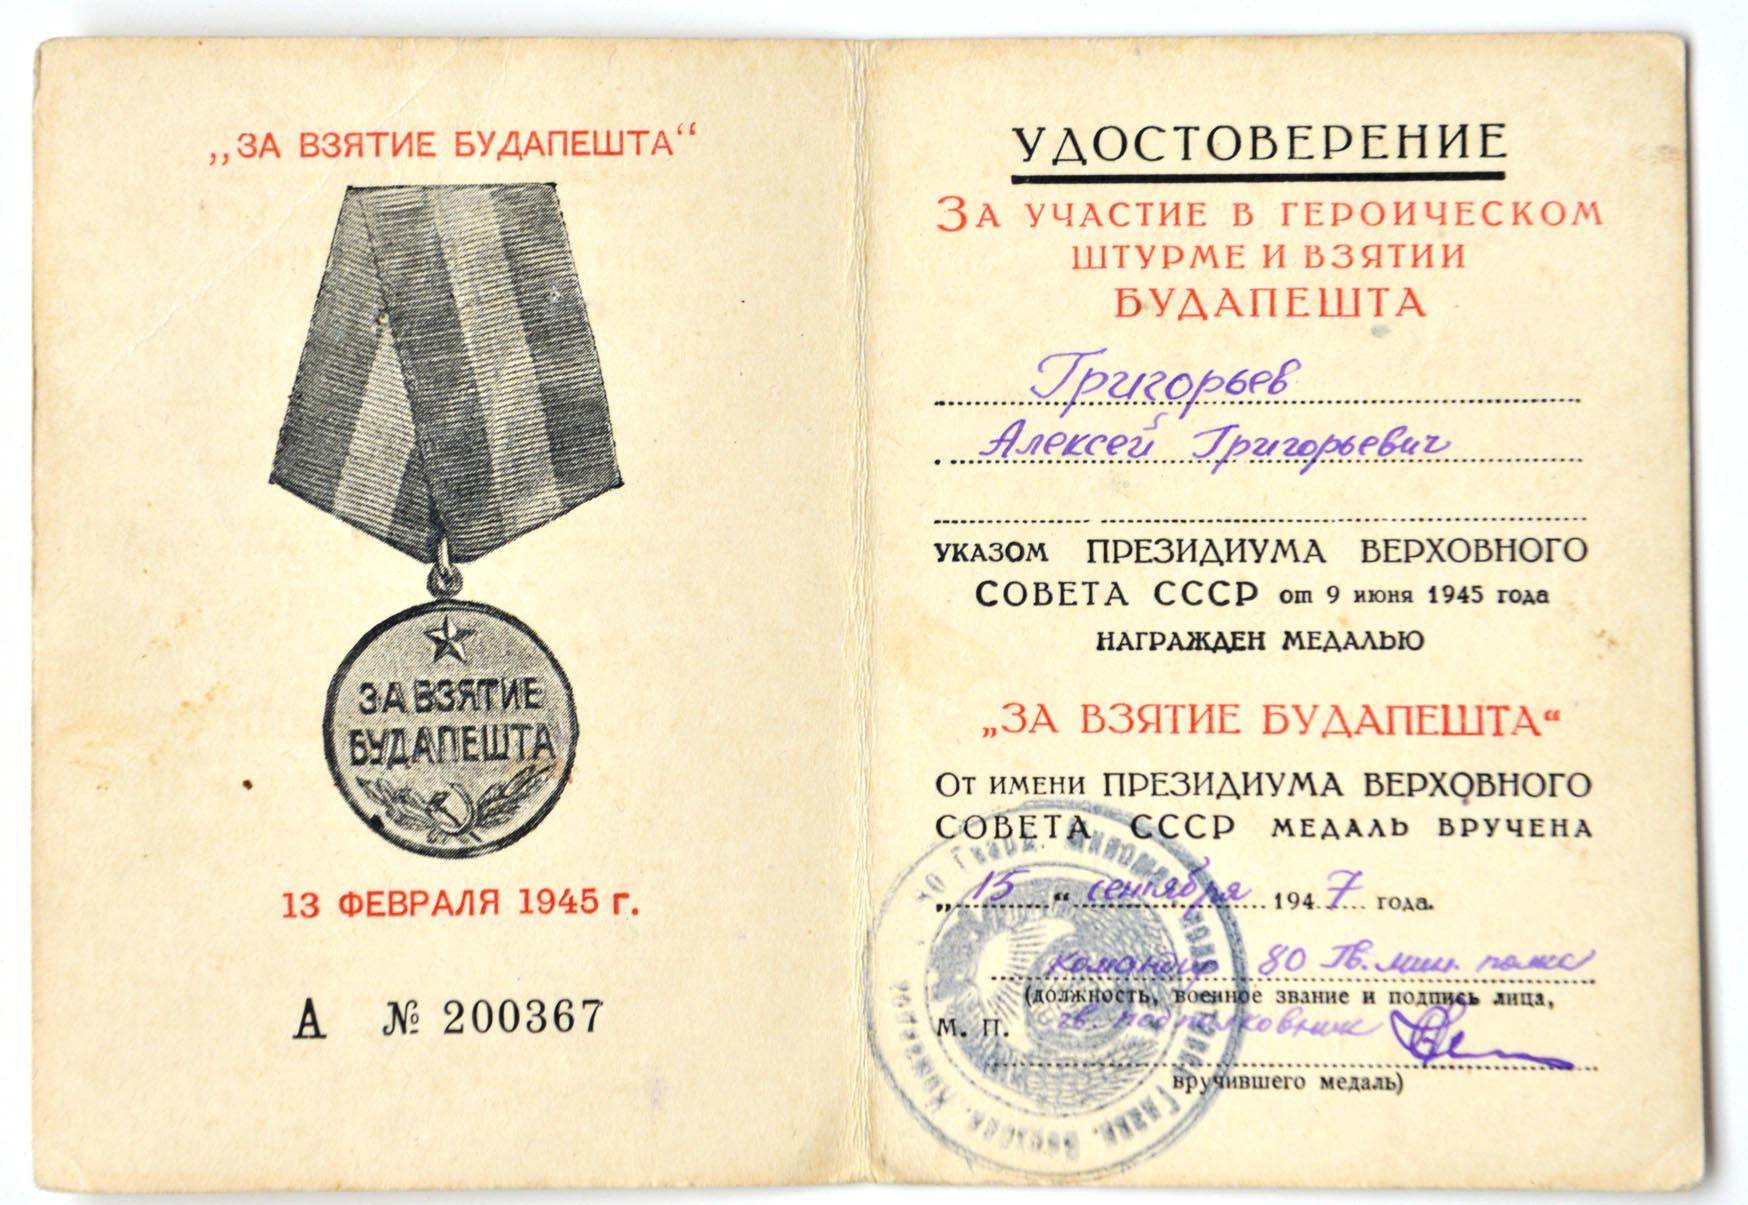 „ЗА ВЗЯТИЕ БУДАПЕШТА“
ЗА ВЗЯТИЕ
БУДАПЕШТА
13 ФЕВРАЛЯ 1945 г.
А № 200367
УДОСТОВЕРЕНИЕ
ЗА УЧАСТИЕ В ГЕРОИЧЕСКОМ
ШТУРМЕ И ВЗЯТИИ
БУДАПЕШТА
Григорьев
Алексей Григорьевич
УКАЗОМ ПРЕЗИДИУМА ВЕРХОВНОГО
СОВЕТА СССР от 9 июня 1945 года
НАГРАЖДЕН МЕДАЛЬЮ
„ЗА ВЗЯТИЕ БУДАПЕШТА“
ОТ ИМЕНИ ПРЕЗИДИУМА ВЕРХОВНОГО
СОВЕТА СССР МЕДАЛЬ ВРУЧЕНА
„15“ сентября 1947 года.
командир 80 Гв. мин. полка
(должность, военное звание и подпись лица,
М. П. гв. подполковник
вручившего медаль)